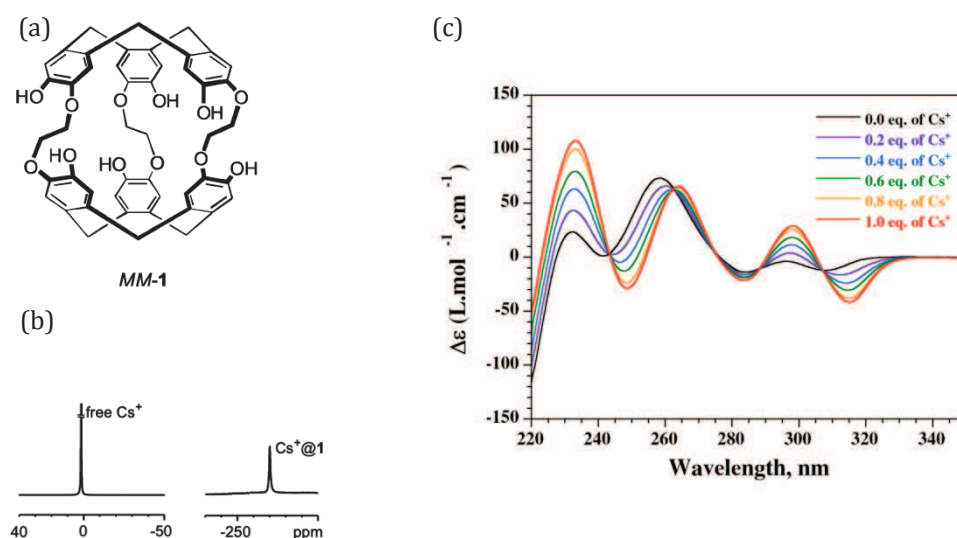 (a)
HO
OH
OH
O
O
O
O
O
O
HO
OH
OH
MM-1
(b)
free Cs⁺
Cs⁺@1
40 0 -50
-250 ppm
(c)
0.0 eq. of Cs⁺
0.2 eq. of Cs⁺
0.4 eq. of Cs⁺
0.6 eq. of Cs⁺
0.8 eq. of Cs⁺
1.0 eq. of Cs⁺
150
100
50
0
-50
-100
-150
Δε (L.mol⁻¹.cm⁻¹)
220 240 260 280 300 320 340
Wavelength, nm